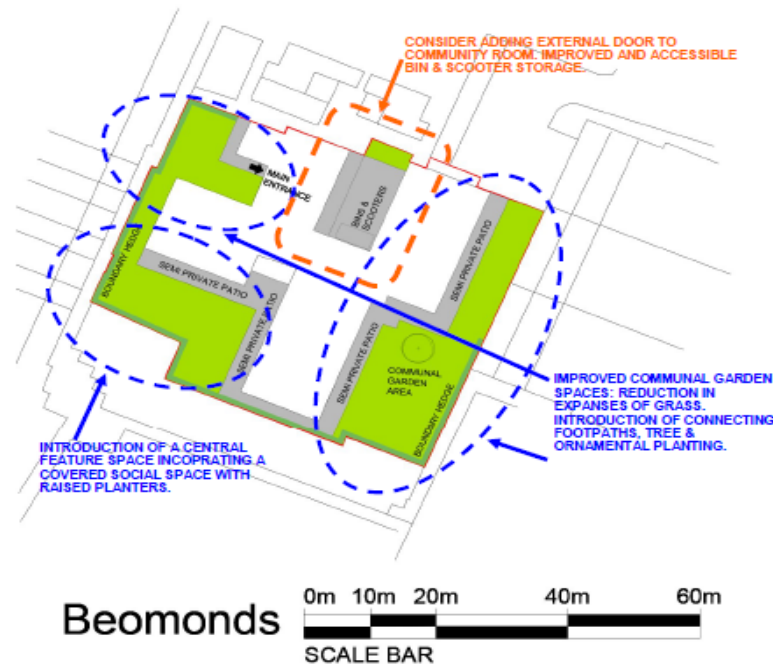 CONSIDER ADDING EXTERNAL DOOR TO
COMMUNITY ROOM. IMPROVED AND ACCESSIBLE
BIN & SCOOTER STORAGE.
MAIN
ENTRANCE
BINS &
SCOOTERS
BOUNDARY HEDGE
SEMI PRIVATE PATIO
SEMI PRIVATE PATIO
SEMI PRIVATE PATIO
SEMI PRIVATE PATIO
COMMUNAL
GARDEN
AREA
BOUNDARY HEDGE
IMPROVED COMMUNAL GARDEN
SPACES: REDUCTION IN
EXPANSES OF GRASS.
INTRODUCTION OF CONNECTING
FOOTPATHS, TREE &
ORNAMENTAL PLANTING.
INTRODUCTION OF A CENTRAL
FEATURE SPACE INCOPRATING A
COVERED SOCIAL SPACE WITH
RAISED PLANTERS.
Beomonds
0m 10m 20m 40m 60m
SCALE BAR